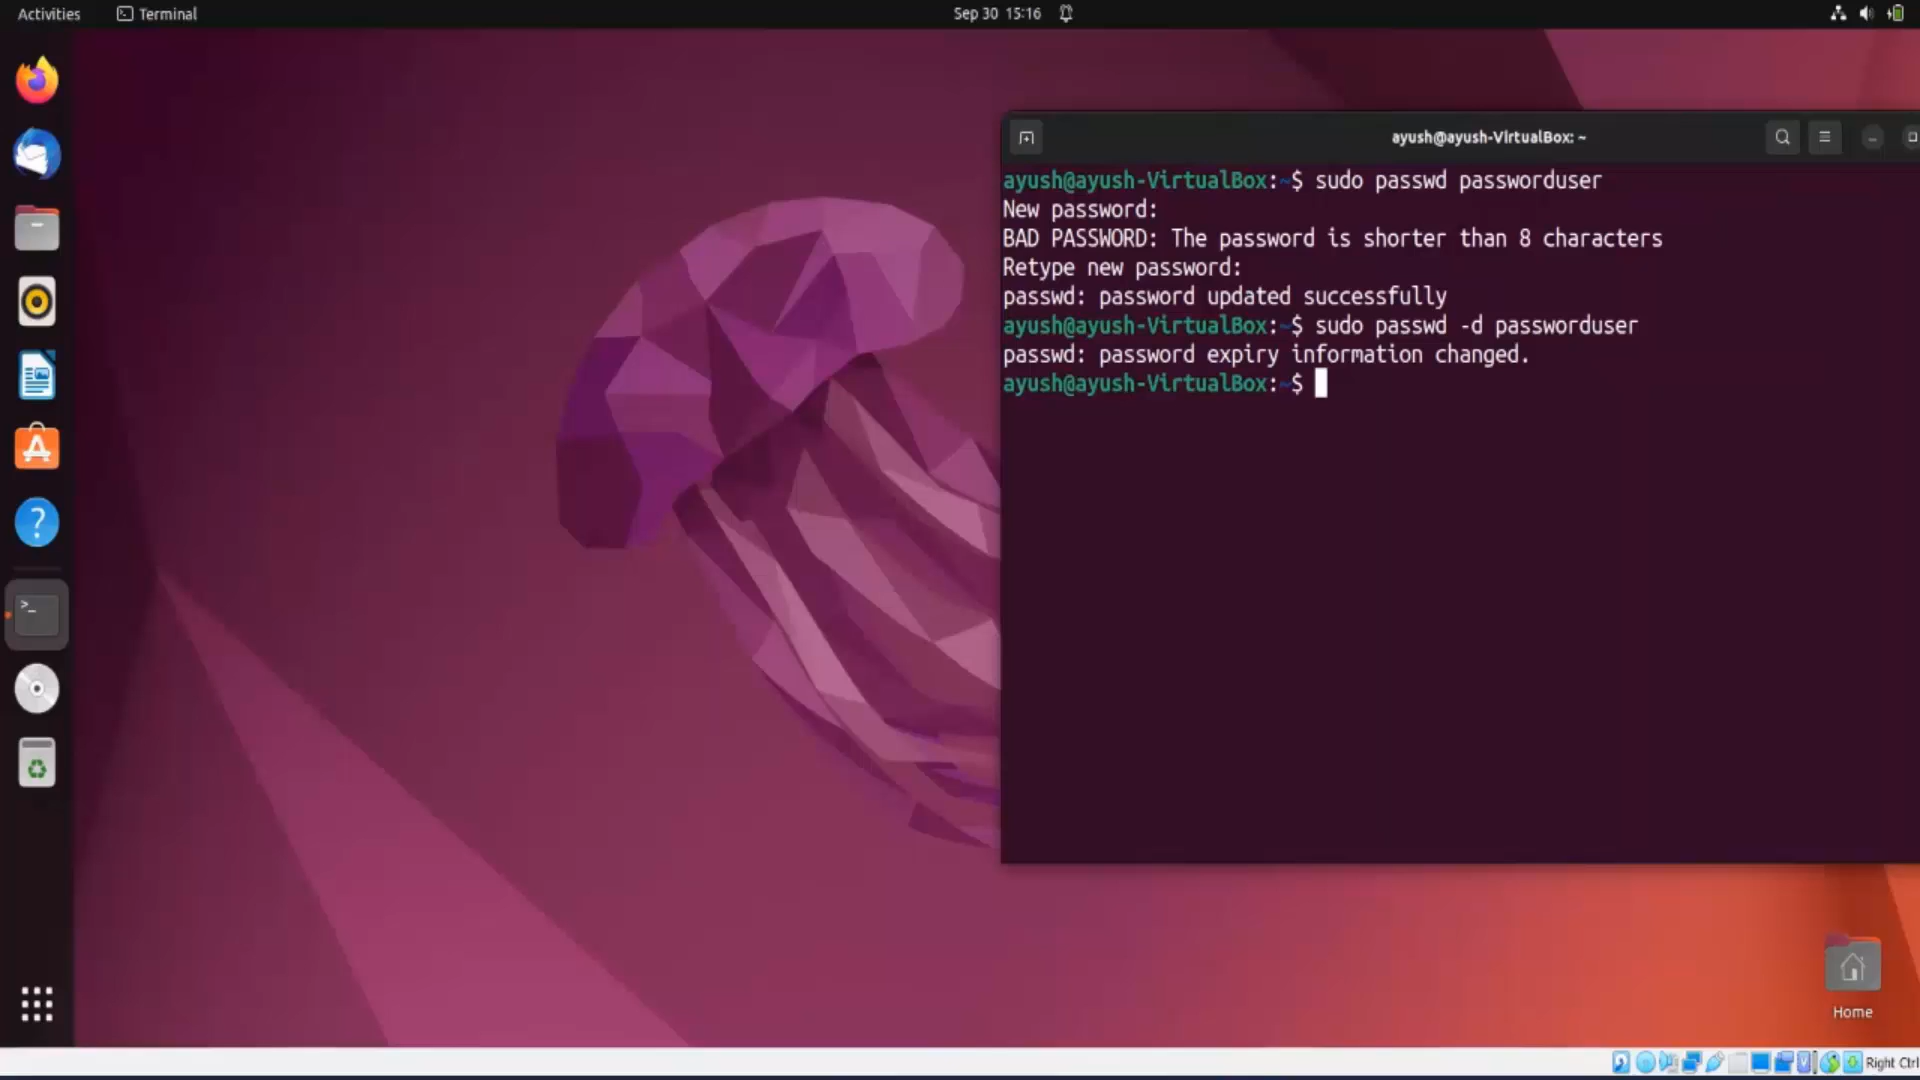 Activities Terminal Sep 30 15:16
ayush@ayush-VirtualBox: ~
ayush@ayush-VirtualBox:~$ sudo passwd passworduser
New password:
BAD PASSWORD: The password is shorter than 8 characters
Retype new password:
passwd: password updated successfully
ayush@ayush-VirtualBox:~$ sudo passwd -d passworduser
passwd: password expiry information changed.
ayush@ayush-VirtualBox:~$
Home
Right Ctrl